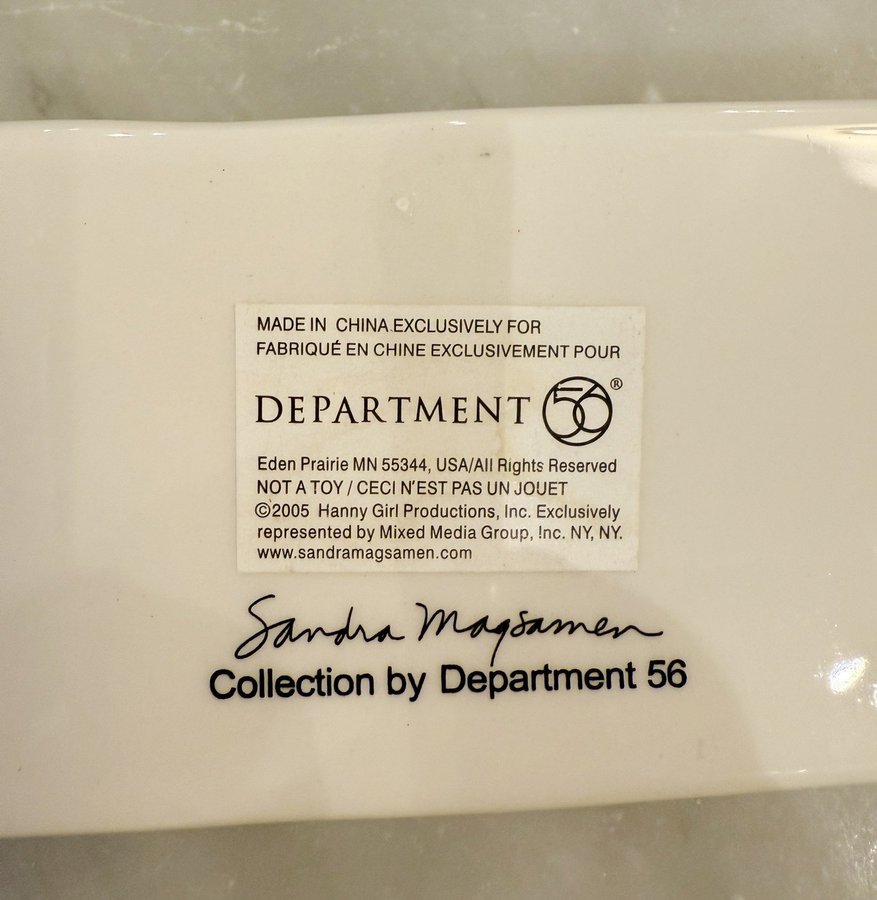 MADE IN CHINA EXCLUSIVELY FOR
FABRIQUÉ EN CHINE EXCLUSIVEMENT POUR
DEPARTMENT 56®
Eden Prairie MN 55344, USA/All Rights Reserved
NOT A TOY / CECI N'EST PAS UN JOUET
©2005 Hanny Girl Productions, Inc. Exclusively
represented by Mixed Media Group, Inc. NY, NY.
www.sandramagsamen.com
Sandra Magsamen
Collection by Department 56